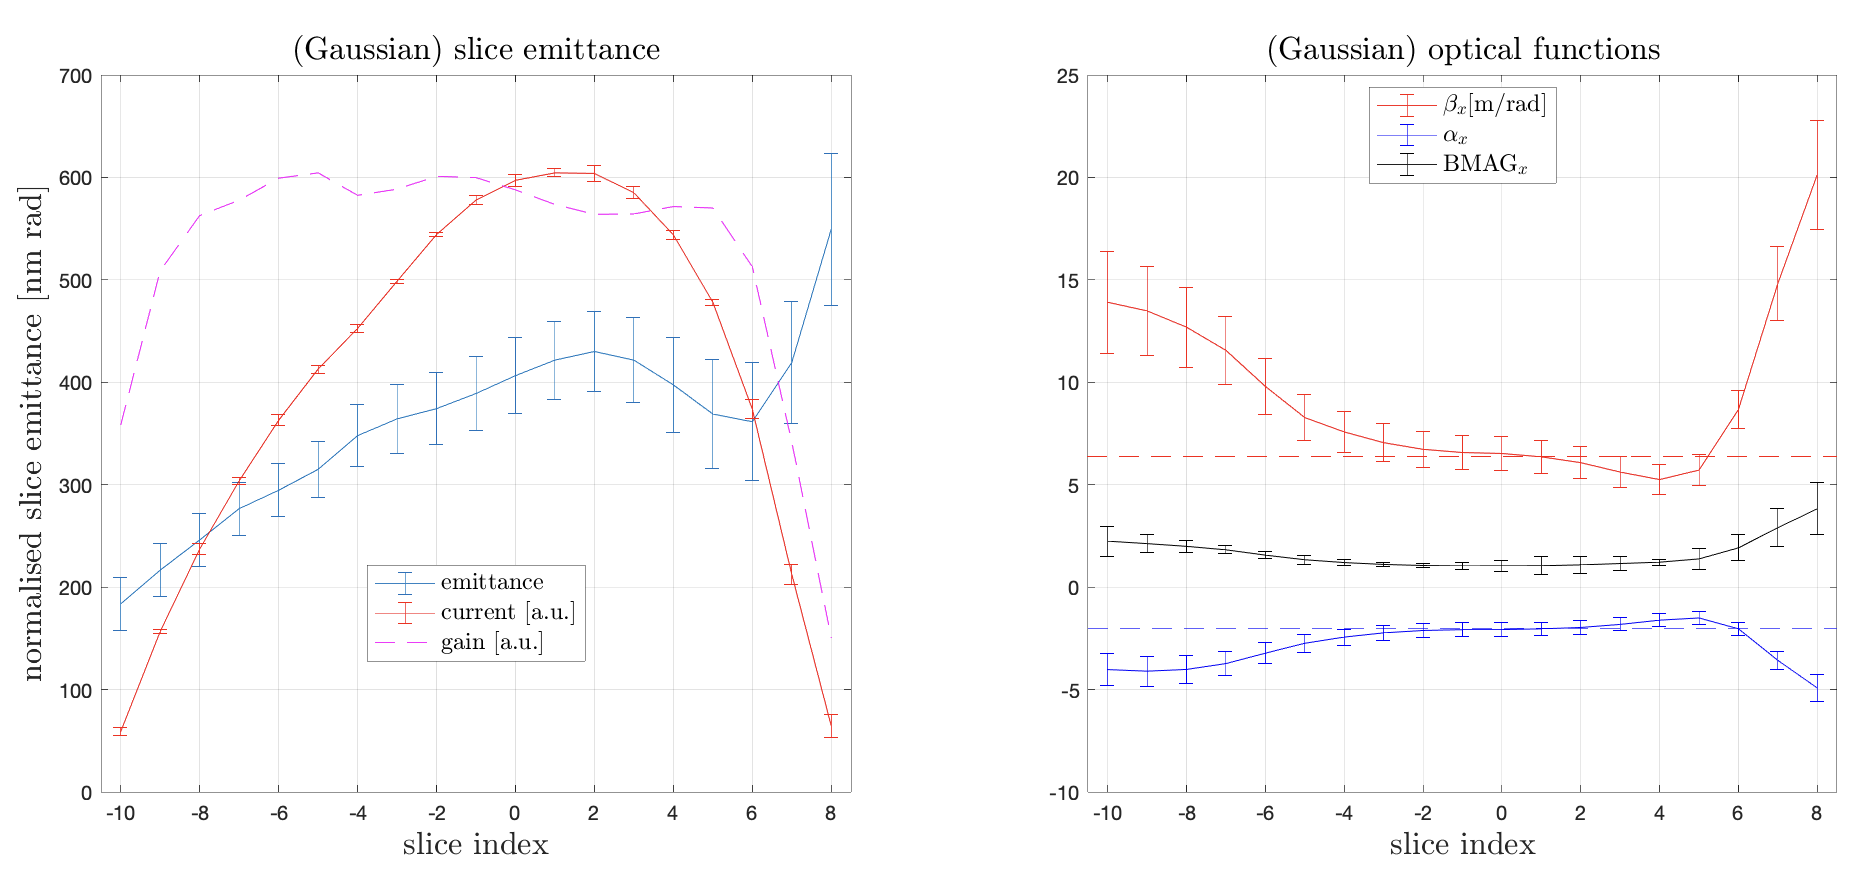 (Gaussian) slice emittance
normalised slice emittance [nm rad]
700
600
500
400
300
200
100
0
-10 -8 -6 -4 -2 0 2 4 6 8
slice index
emittance
current [a.u.]
gain [a.u.]
(Gaussian) optical functions
25
20
15
10
5
0
-5
-10
-10 -8 -6 -4 -2 0 2 4 6 8
slice index
βₓ[m/rad]
αₓ
BMAGₓ